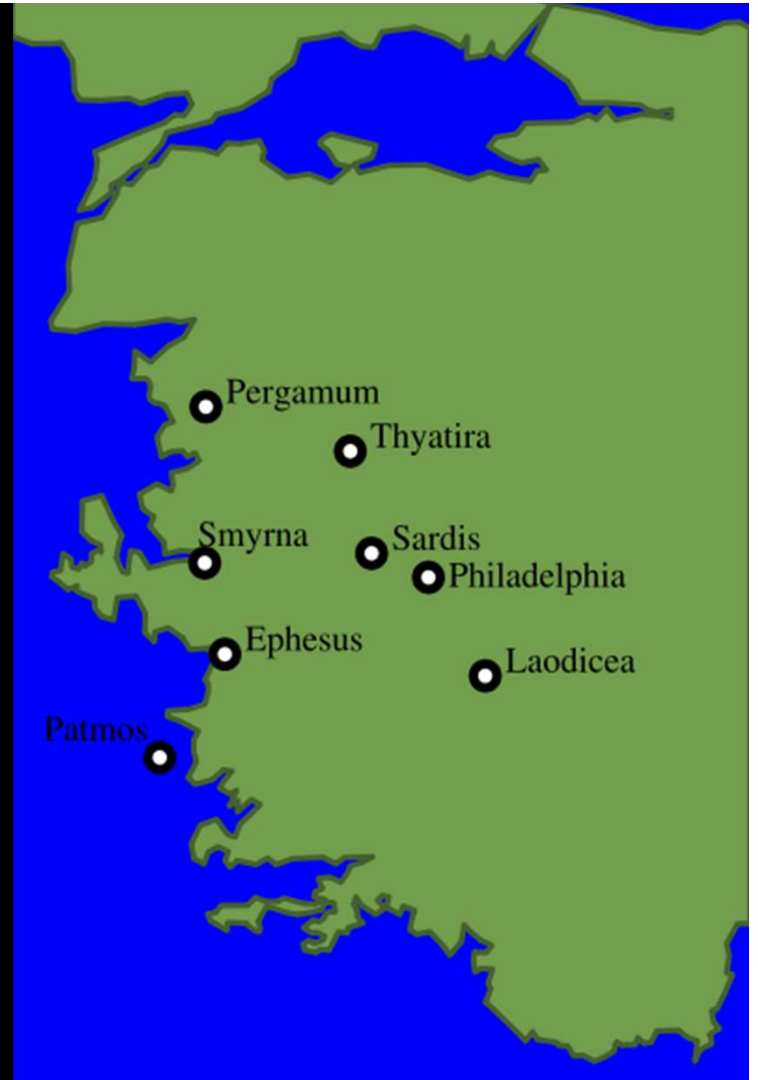 Pergamum
Thyatira
Smyrna
Sardis
Philadelphia
Ephesus
Laodicea
Patmos